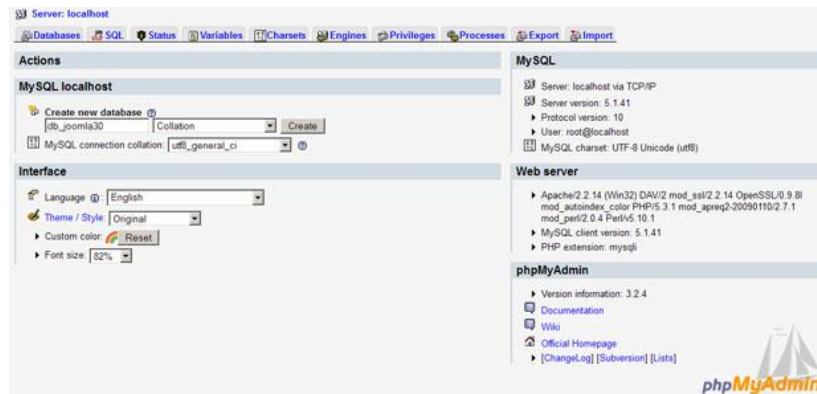 Server: localhost
Databases SQL Status Variables Charsets Engines Privileges Processes Export Import
Actions
MySQL localhost
Create new database
db_joomla30 Collation Create
MySQL connection collation: utf8_general_ci
Interface
Language English
Theme / Style: Original
Custom color: Reset
Font size: 82%
MySQL
Server: localhost via TCP/IP
Server version: 5.1.41
Protocol version: 10
User: root@localhost
MySQL charset: UTF-8 Unicode (utf8)
Web server
Apache/2.2.14 (Win32) DAV/2 mod_ssl/2.2.14 OpenSSL/0.9.8l
mod_autoindex_color PHP/5.3.1 mod_apreq2-20090110/2.7.1
mod_perl/2.0.4 Perl/v5.10.1
MySQL client version: 5.1.41
PHP extension: mysqli
phpMyAdmin
Version information: 3.2.4
Documentation
Wiki
Official Homepage
[ChangeLog] [Subversion] [Lists]
phpMyAdmin